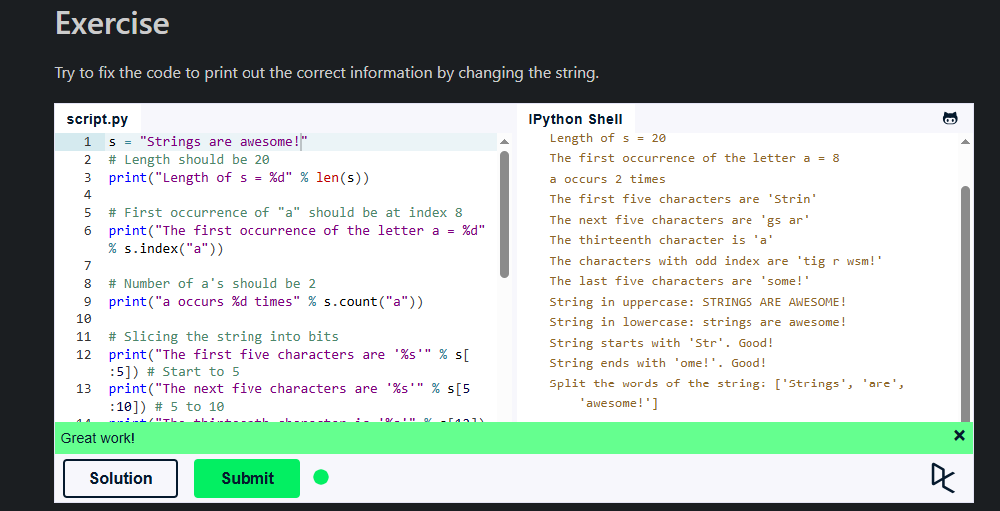 Exercise
Try to fix the code to print out the correct information by changing the string.
script.py
1 s = "Strings are awesome!"
2 # Length should be 20
3 print("Length of s = %d" % len(s))
4
5 # First occurrence of "a" should be at index 8
6 print("The first occurrence of the letter a = %d"
% s.index("a"))
7
8 # Number of a's should be 2
9 print("a occurs %d times" % s.count("a"))
10
11 # Slicing the string into bits
12 print("The first five characters are '%s'" % s[
:5]) # Start to 5
13 print("The next five characters are '%s'" % s[5
:10]) # 5 to 10
14 print("The thirteenth character is '%s'" % s[12])
IPython Shell
Length of s = 20
The first occurrence of the letter a = 8
a occurs 2 times
The first five characters are 'Strin'
The next five characters are 'gs ar'
The thirteenth character is 'a'
The characters with odd index are 'tig r wsm!'
The last five characters are 'some!'
String in uppercase: STRINGS ARE AWESOME!
String in lowercase: strings are awesome!
String starts with 'Str'. Good!
String ends with 'ome!'. Good!
Split the words of the string: ['Strings', 'are',
'awesome!']
Great work!
Solution
Submit